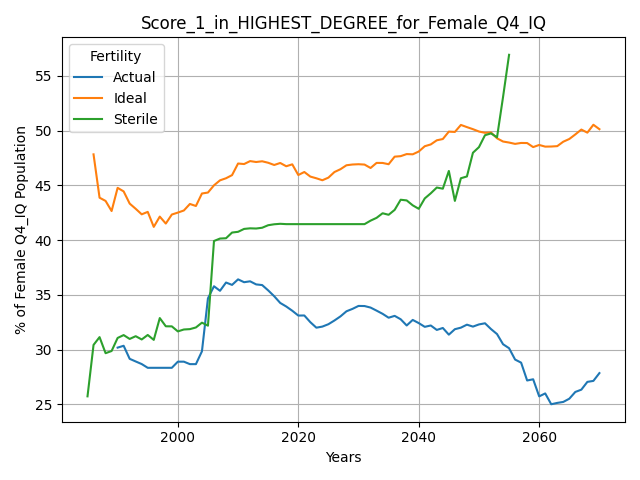 Score_1_in_HIGHEST_DEGREE_for_Female_Q4_IQ
Fertility
Actual
Ideal
Sterile
% of Female Q4_IQ Population
55
50
45
40
35
30
25
2000
2020
2040
2060
Years